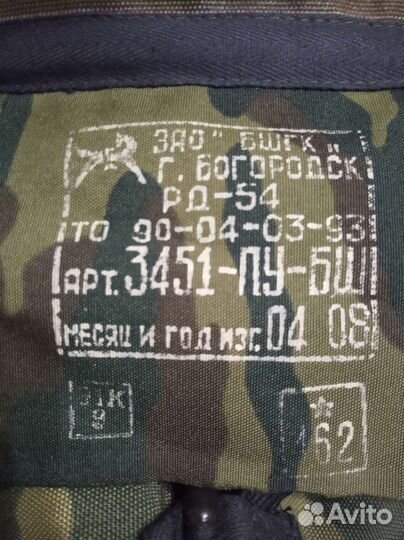 ЗАО "БШГК"
Г. БОГОРОДСК
РД-54
ТО 90-04-03-93
АРТ. 3451-ПУ-БШ
МЕСЯЦ И ГОД ИЗГ. 04 08
ОТК
162
Avito